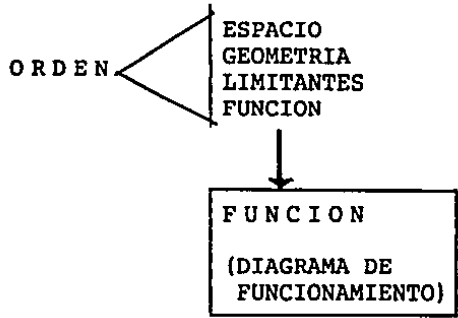 ORDEN
ESPACIO
GEOMETRIA
LIMITANTES
FUNCION
FUNCION
(DIAGRAMA DE
FUNCIONAMIENTO)